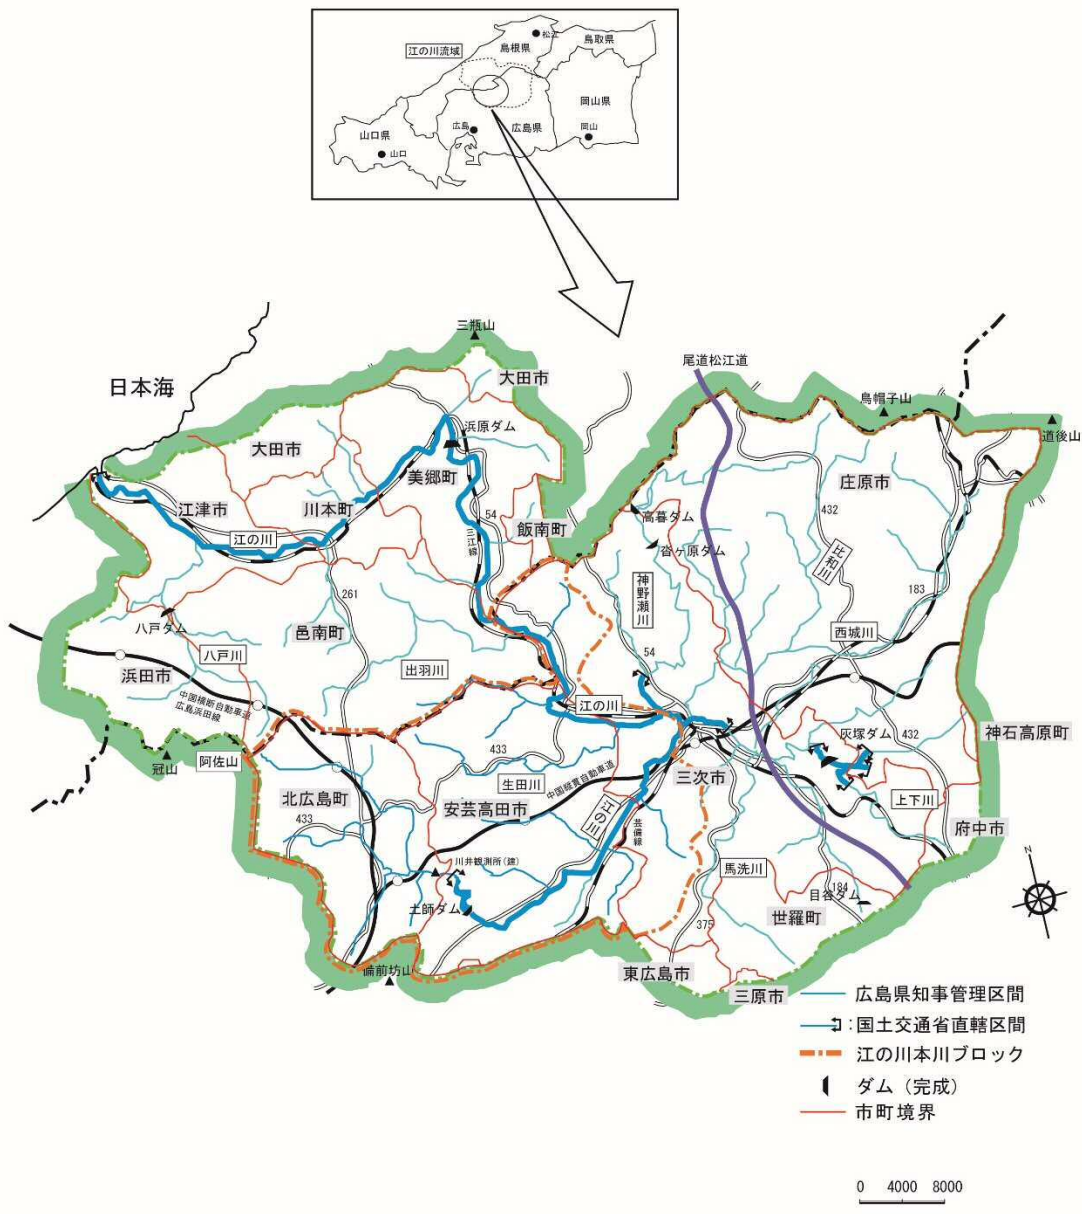 江の川流域
島根県
松江
鳥取県
岡山県
岡山
広島県
広島
山口県
山口
三瓶山
大田市
日本海
尾道松江道
烏帽子山
道後山
浜原ダム
大田市
美郷町
庄原市
江津市
川本町
54
飯南町
高暮ダム
432
江の川
三江線
沓ヶ原ダム
比和川
神野瀬川
183
261
八戸ダム
邑南町
西城川
八戸川
出羽川
54
浜田市
中国横断自動車道
広島浜田線
江の川
灰塚ダム
432
神石高原町
冠山
阿佐山
433
生田川
中国縦貫自動車道
三次市
北広島町
安芸高田市
上下川
433
江の川
芸備線
府中市
川井観測所(建)
馬洗川
N
土師ダム
184
目谷ダム
世羅町
375
備前坊山
東広島市
三原市
広島県知事管理区間
:国土交通省直轄区間
江の川本川ブロック
ダム（完成）
市町境界
0 4000 8000